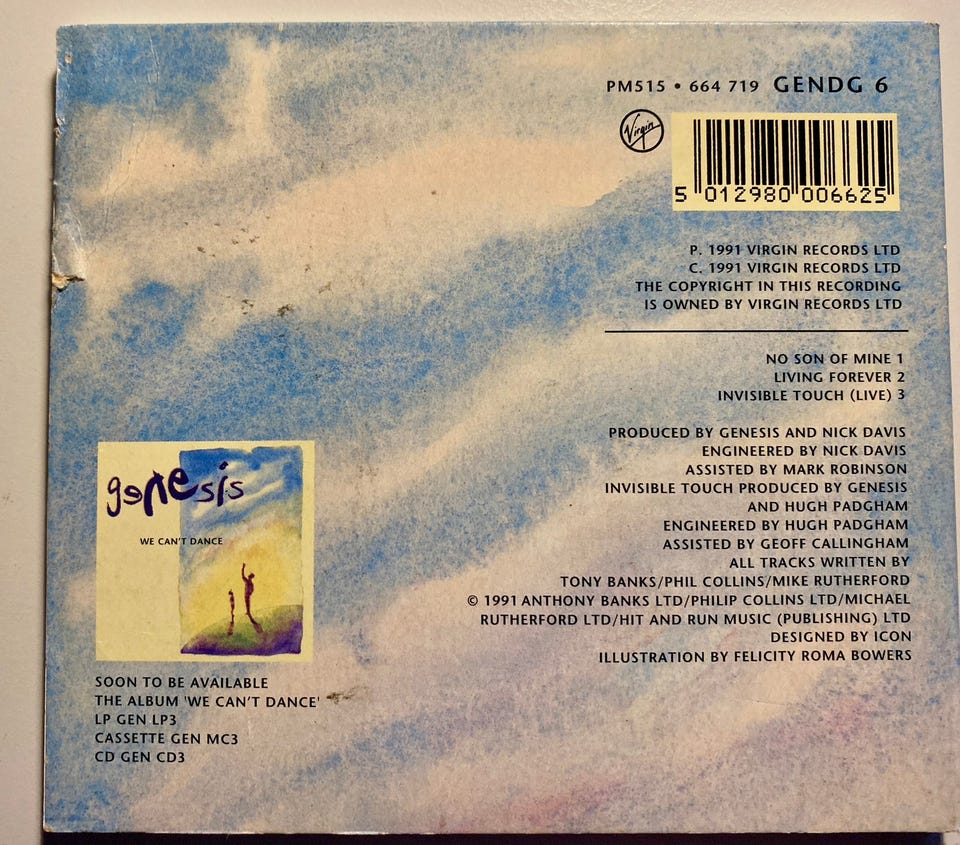 PM515 • 664 719 GENDG 6
Virgin
5 012980 006625
P. 1991 VIRGIN RECORDS LTD
C. 1991 VIRGIN RECORDS LTD
THE COPYRIGHT IN THIS RECORDING
IS OWNED BY VIRGIN RECORDS LTD
NO SON OF MINE 1
LIVING FOREVER 2
INVISIBLE TOUCH (LIVE) 3
PRODUCED BY GENESIS AND NICK DAVIS
ENGINEERED BY NICK DAVIS
ASSISTED BY MARK ROBINSON
INVISIBLE TOUCH PRODUCED BY GENESIS
AND HUGH PADGHAM
ENGINEERED BY HUGH PADGHAM
ASSISTED BY GEOFF CALLINGHAM
ALL TRACKS WRITTEN BY
TONY BANKS/PHIL COLLINS/MIKE RUTHERFORD
© 1991 ANTHONY BANKS LTD/PHILIP COLLINS LTD/MICHAEL
RUTHERFORD LTD/HIT AND RUN MUSIC (PUBLISHING) LTD
DESIGNED BY ICON
ILLUSTRATION BY FELICITY ROMA BOWERS
genesis
WE CAN'T DANCE
SOON TO BE AVAILABLE
THE ALBUM 'WE CAN'T DANCE'
LP GEN LP3
CASSETTE GEN MC3
CD GEN CD3